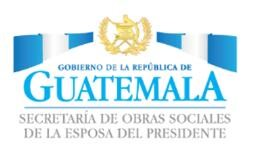 GOBIERNO DE LA REPÚBLICA DE
GUATEMALA
SECRETARÍA DE OBRAS SOCIALES
DE LA ESPOSA DEL PRESIDENTE